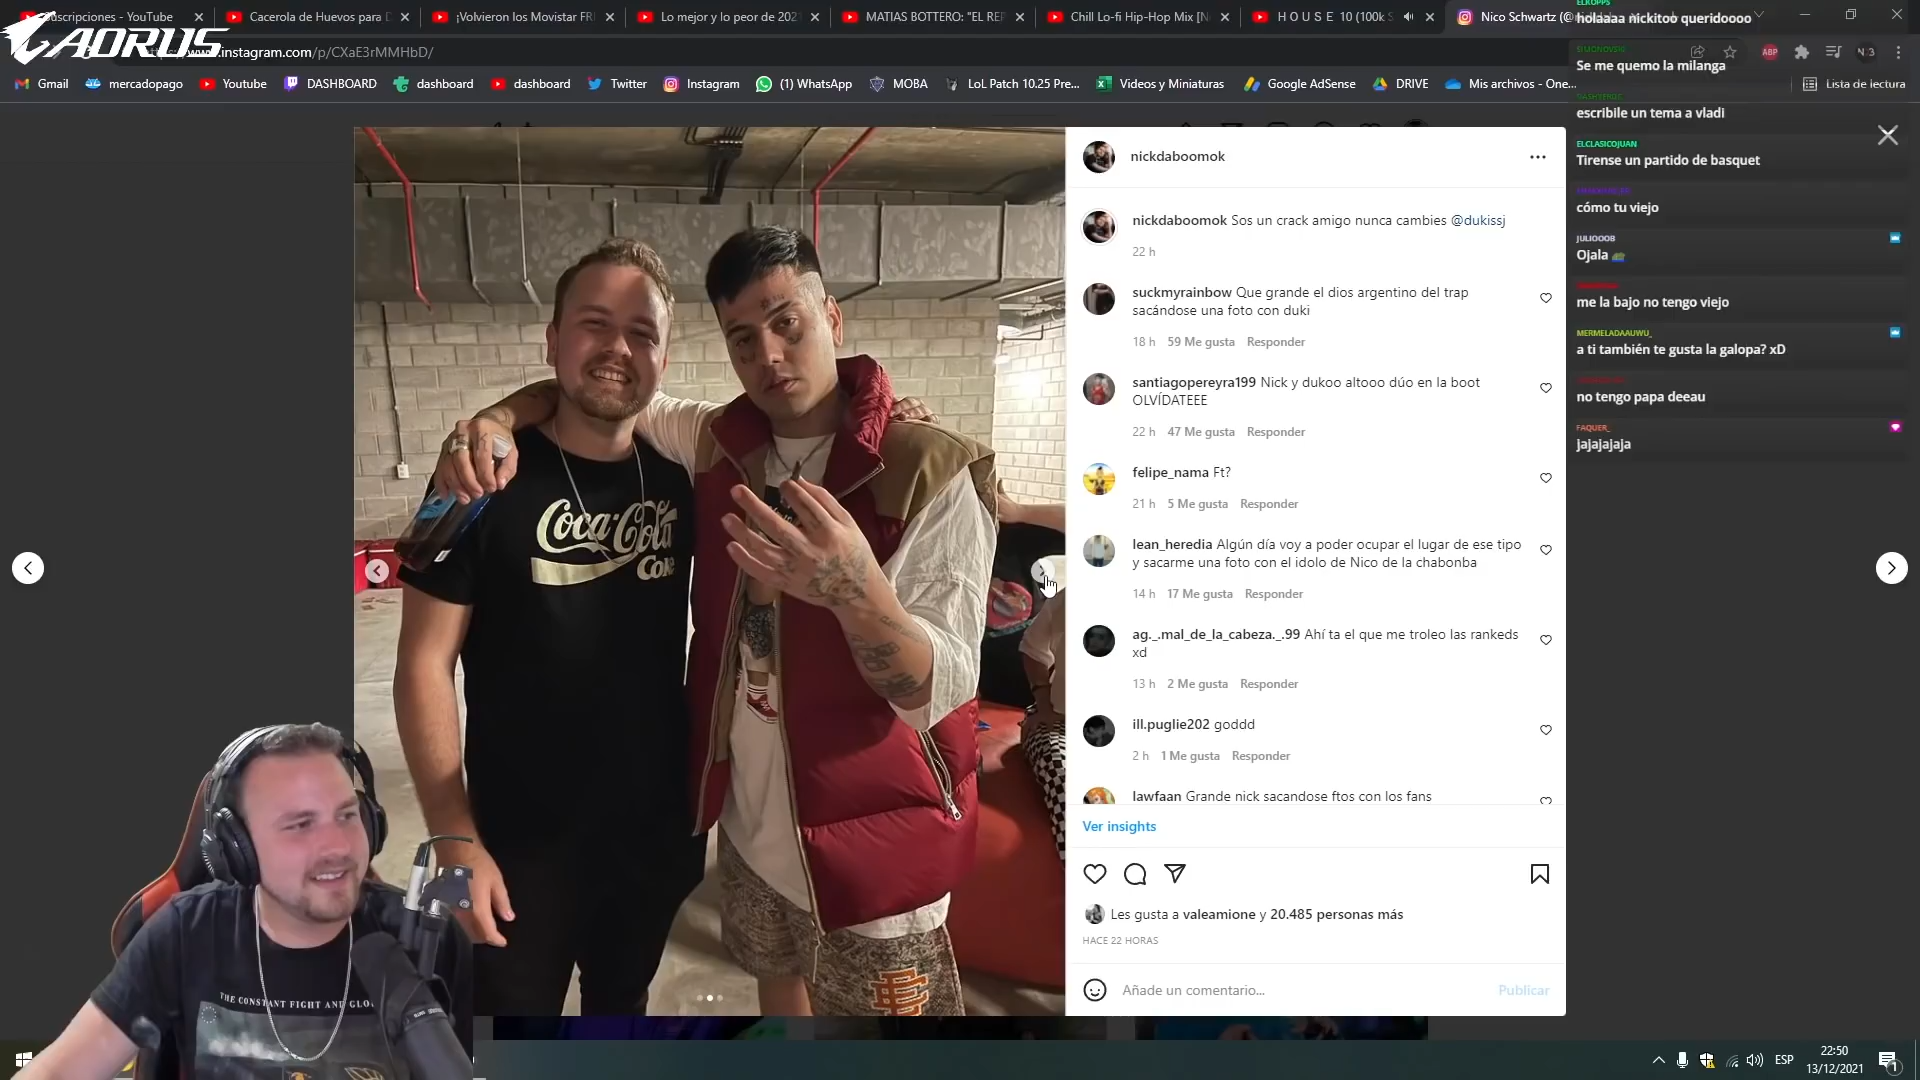 Suscripciones - YouTube
Cacerola de Huevos para D
¡Volvieron los Movistar FRI
Lo mejor y lo peor de 2021
MATIAS BOTTERO: "EL REP
Chill Lo-fi Hip-Hop Mix [N
H O U S E 10 (100k S
Nico Schwartz (@
AORUS
www.instagram.com/p/CXaE3rMMHbD/
Gmail
mercadopago
Youtube
DASHBOARD
dashboard
dashboard
Twitter
Instagram
(1) WhatsApp
MOBA
LoL Patch 10.25 Pre...
Videos y Miniaturas
Google AdSense
DRIVE
Mis archivos - One...
Lista de lectura
ABP
nickdaboomok
nickdaboomok Sos un crack amigo nunca cambies @dukissj
22 h
suckmyrainbow Que grande el dios argentino del trap
sacándose una foto con duki
18 h 59 Me gusta Responder
santiagopereyra199 Nick y dukoo altooo dúo en la boot
OLVÍDATEEE
22 h 47 Me gusta Responder
felipe_nama Ft?
21 h 5 Me gusta Responder
lean_heredia Algún día voy a poder ocupar el lugar de ese tipo
y sacarme una foto con el idolo de Nico de la chabonba
14 h 17 Me gusta Responder
ag._.mal_de_la_cabeza._.99 Ahí ta el que me troleo las rankeds
xd
13 h 2 Me gusta Responder
ill.puglie202 goddd
2 h 1 Me gusta Responder
lawfaan Grande nick sacandose ftos con los fans
Ver insights
Les gusta a valeamione y 20.485 personas más
HACE 22 HORAS
Añade un comentario...
Publicar
ELKOPPS
holaaaa nickitoo queridoooo
Se me quemo la milanga
escribile un tema a vladi
ELCLASICOJUAN
Tirense un partido de basquet
cómo tu viejo
JULIOOOB
Ojala
me la bajo no tengo viejo
MERMELADAAUWU_
a ti también te gusta la galopa? xD
no tengo papa deeau
FAQUER_
jajajajaja
Coca-Cola
THE CONSTANT FIGHT AND GLO
ESP
22:50
13/12/2021
1